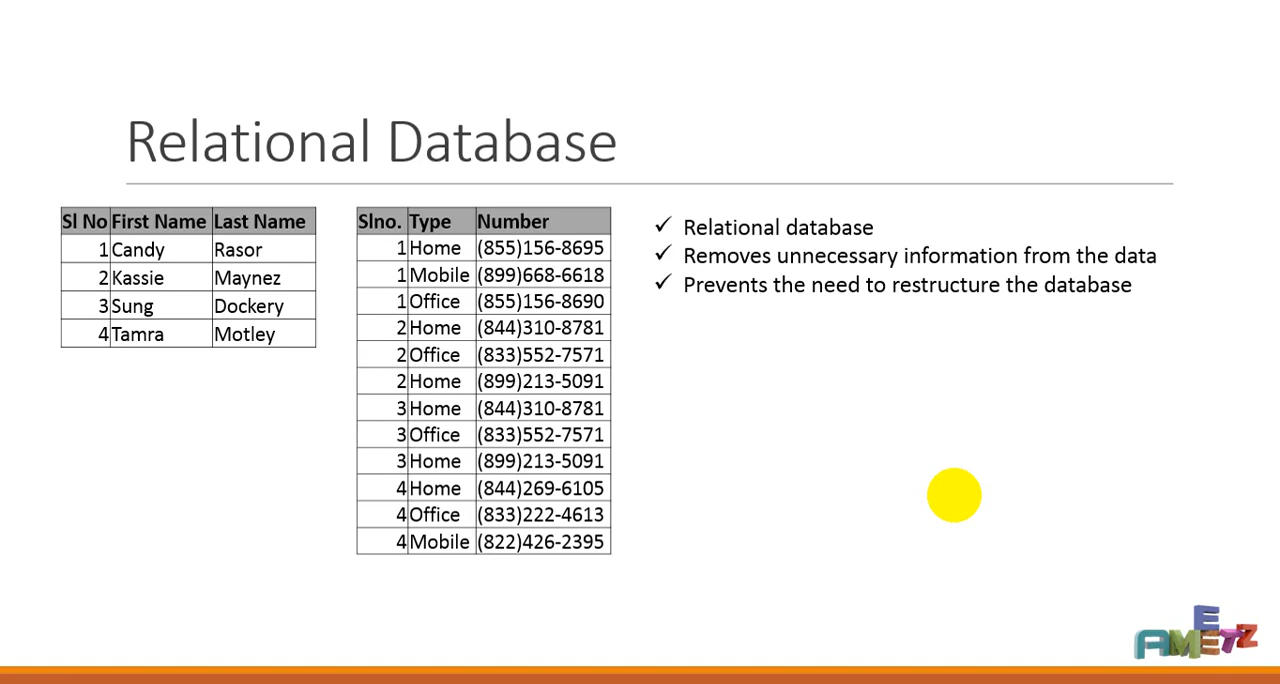 Relational Database
Sl No First Name Last Name
1 Candy Rasor
2 Kassie Maynez
3 Sung Dockery
4 Tamra Motley
Slno. Type Number
1 Home (855)156-8695
1 Mobile (899)668-6618
1 Office (855)156-8690
2 Home (844)310-8781
2 Office (833)552-7571
2 Home (899)213-5091
3 Home (844)310-8781
3 Office (833)552-7571
3 Home (899)213-5091
4 Home (844)269-6105
4 Office (833)222-4613
4 Mobile (822)426-2395
✓ Relational database
✓ Removes unnecessary information from the data
✓ Prevents the need to restructure the database
E
AMETZ